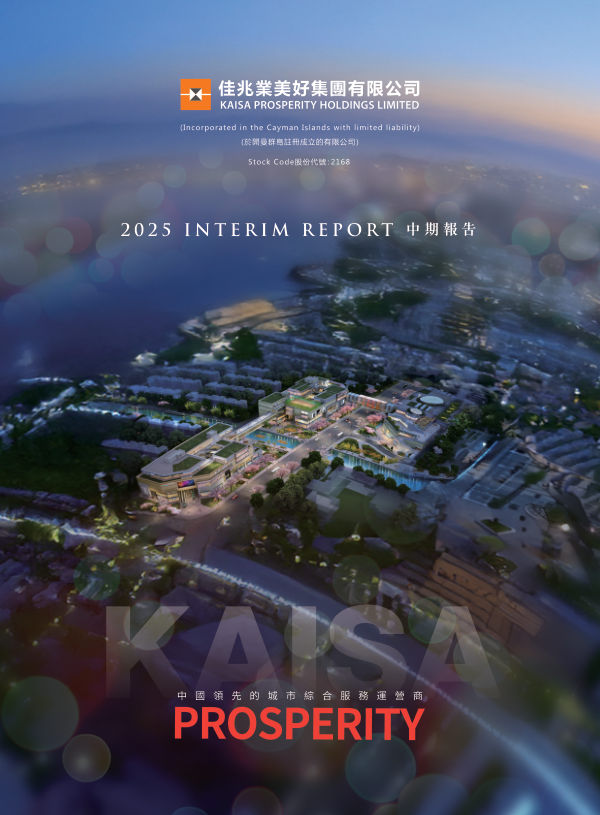 佳兆業美好集團有限公司
KAISA PROSPERITY HOLDINGS LIMITED
(Incorporated in the Cayman Islands with limited liability)
(於開曼群島註冊成立的有限公司)
Stock Code股份代號：2168
2025 INTERIM REPORT 中期報告
KAISA
中國領先的城市綜合服務運營商
PROSPERITY